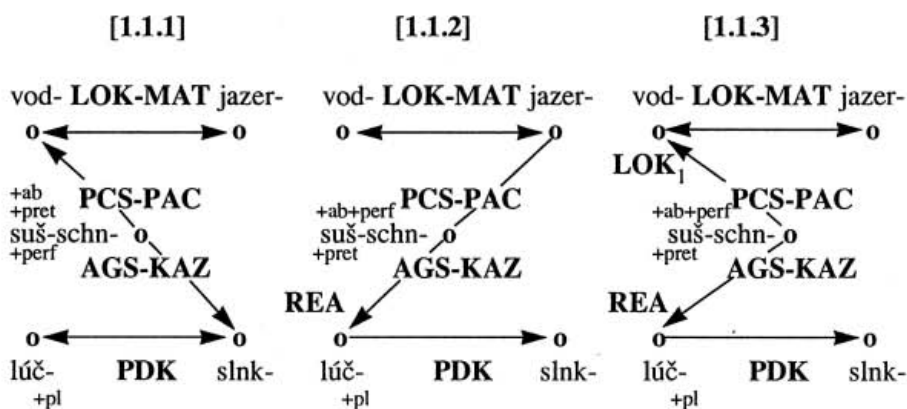 [1.1.1] [1.1.2] [1.1.3]
vod- LOK-MAT jazer- vod- LOK-MAT jazer- vod- LOK-MAT jazer-
o o o o o o
LOK1
+ab PCS-PAC +ab+perf PCS-PAC +ab+perf PCS-PAC
+pret
suš-schn- o suš-schn- o suš-schn- o
+perf +pret +pret
AGS-KAZ AGS-KAZ AGS-KAZ
REA REA
o o o o o o
lúč- PDK slnk- lúč- PDK slnk- lúč- PDK slnk-
+pl +pl +pl